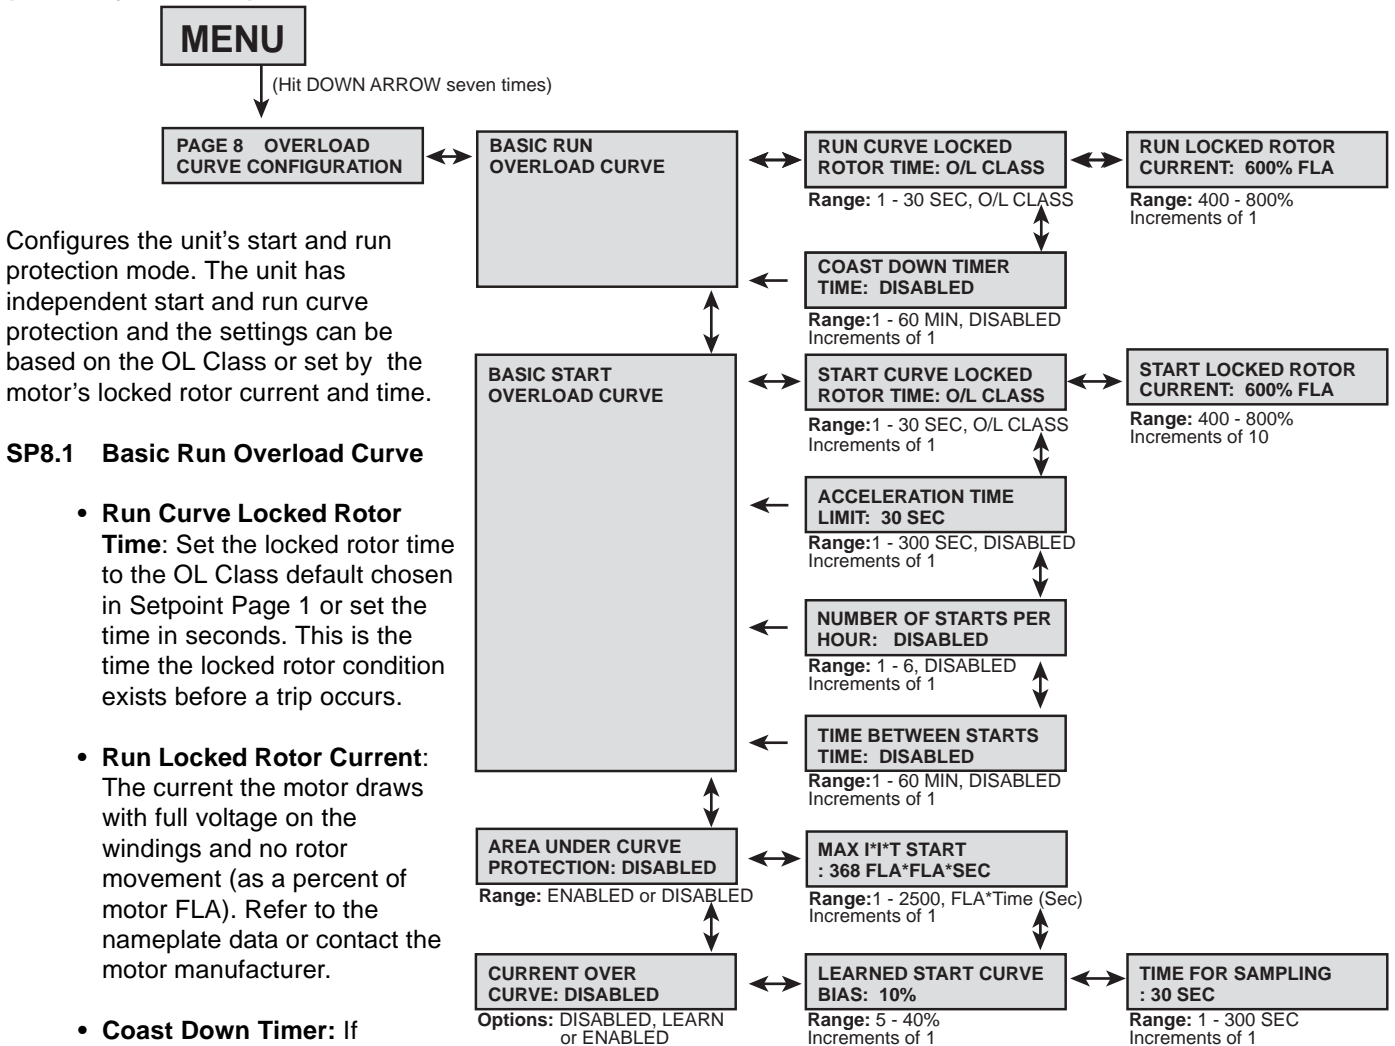 MENU
(Hit DOWN ARROW seven times)
PAGE 8 OVERLOAD
CURVE CONFIGURATION
BASIC RUN
OVERLOAD CURVE
RUN CURVE LOCKED
ROTOR TIME: O/L CLASS
Range: 1 - 30 SEC, O/L CLASS
RUN LOCKED ROTOR
CURRENT: 600% FLA
Range: 400 - 800%
Increments of 1
COAST DOWN TIMER
TIME: DISABLED
Range:1 - 60 MIN, DISABLED
Increments of 1
Configures the unit's start and run
protection mode. The unit has
independent start and run curve
protection and the settings can be
based on the OL Class or set by the
motor's locked rotor current and time.
SP8.1 Basic Run Overload Curve
• Run Curve Locked Rotor
Time: Set the locked rotor time
to the OL Class default chosen
in Setpoint Page 1 or set the
time in seconds. This is the
time the locked rotor condition
exists before a trip occurs.
• Run Locked Rotor Current:
The current the motor draws
with full voltage on the
windings and no rotor
movement (as a percent of
motor FLA). Refer to the
nameplate data or contact the
motor manufacturer.
• Coast Down Timer: If
BASIC START
OVERLOAD CURVE
START CURVE LOCKED
ROTOR TIME: O/L CLASS
Range:1 - 30 SEC, O/L CLASS
Increments of 1
START LOCKED ROTOR
CURRENT: 600% FLA
Range: 400 - 800%
Increments of 10
ACCELERATION TIME
LIMIT: 30 SEC
Range:1 - 300 SEC, DISABLED
Increments of 1
NUMBER OF STARTS PER
HOUR: DISABLED
Range: 1 - 6, DISABLED
Increments of 1
TIME BETWEEN STARTS
TIME: DISABLED
Range:1 - 60 MIN, DISABLED
Increments of 1
AREA UNDER CURVE
PROTECTION: DISABLED
Range: ENABLED or DISABLED
MAX I*I*T START
: 368 FLA*FLA*SEC
Range:1 - 2500, FLA*Time (Sec)
Increments of 1
CURRENT OVER
CURVE: DISABLED
Options: DISABLED, LEARN
or ENABLED
LEARNED START CURVE
BIAS: 10%
Range: 5 - 40%
Increments of 1
TIME FOR SAMPLING
: 30 SEC
Range: 1 - 300 SEC
Increments of 1